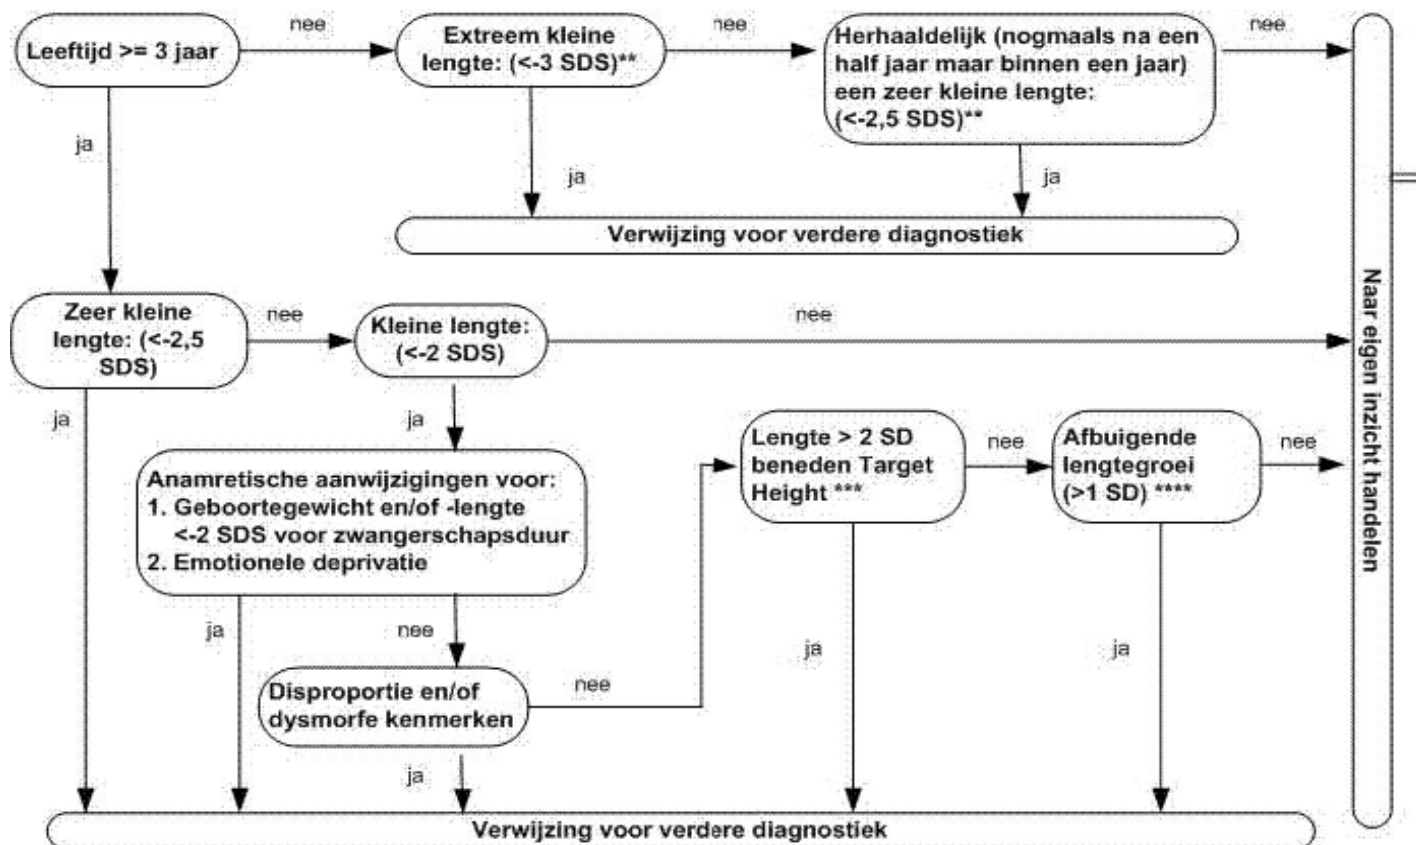 Leeftijd >= 3 jaar
nee
Extreem kleine
lengte: (<-3 SDS)**
nee
Herhaaldelijk (nogmaals na een
half jaar maar binnen een jaar)
een zeer kleine lengte:
(<-2,5 SDS)**
nee
ja
ja
ja
Verwijzing voor verdere diagnostiek
Naar eigen inzicht handelen
Zeer kleine
lengte: (<-2,5
SDS)
nee
Kleine lengte:
(<-2 SDS)
nee
ja
ja
Anamretische aanwijzigingen voor:
1. Geboortegewicht en/of -lengte
<-2 SDS voor zwangerschapsduur
2. Emotionele deprivatie
Lengte > 2 SD
beneden Target
Height ***
nee
Afbuigende
lengtegroei
(>1 SD) ****
nee
ja
nee
ja
ja
Disproportie en/of
dysmorfe kenmerken
nee
ja
Verwijzing voor verdere diagnostiek